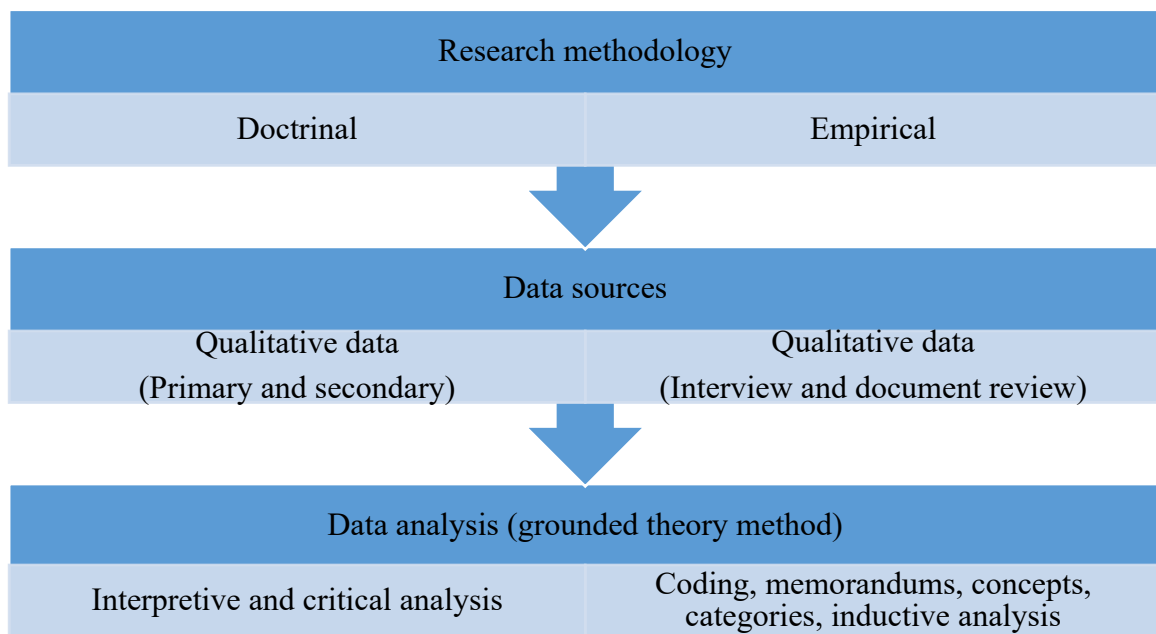 Research methodology
Doctrinal
Empirical
Data sources
Qualitative data
(Primary and secondary)
Qualitative data
(Interview and document review)
Data analysis (grounded theory method)
Interpretive and critical analysis
Coding, memorandums, concepts,
categories, inductive analysis